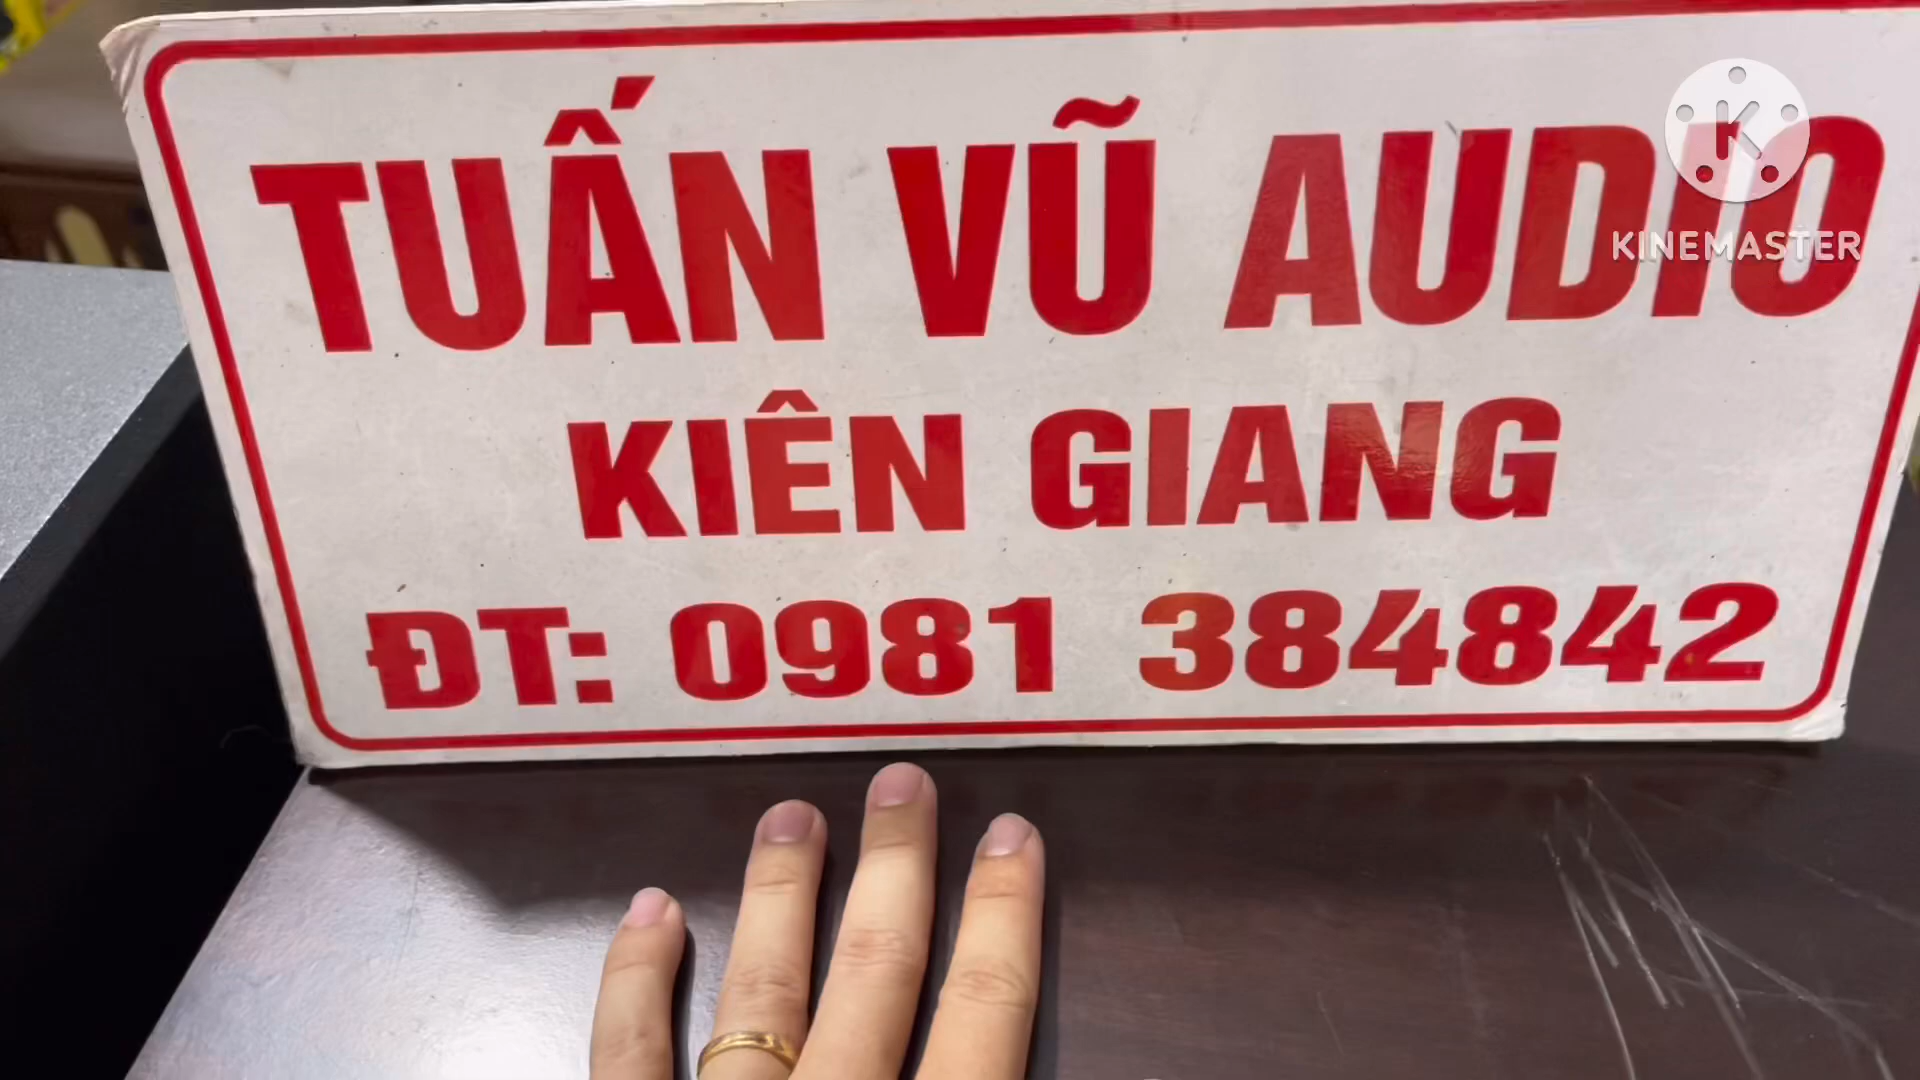 TUẤN VŨ AUDIO
KIÊN GIANG
ĐT: 0981 384842
K
KINEMASTER